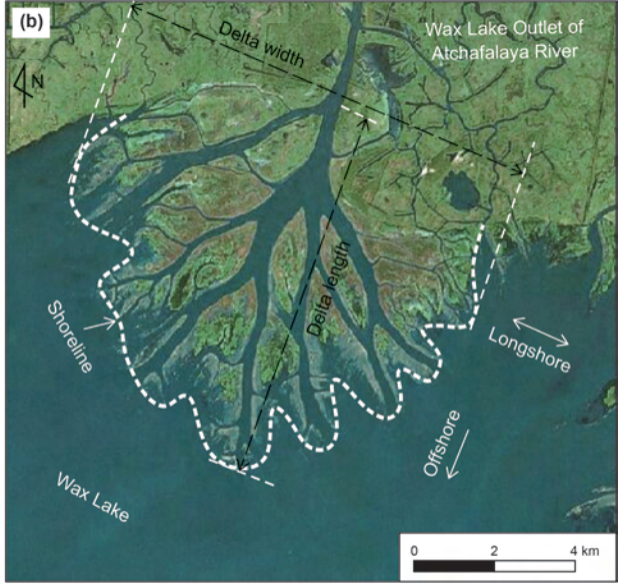 (b)
Wax Lake Outlet of
Atchafalaya River
Delta width
N
Delta length
Shoreline
Longshore
Offshore
Wax Lake
0 2 4 km